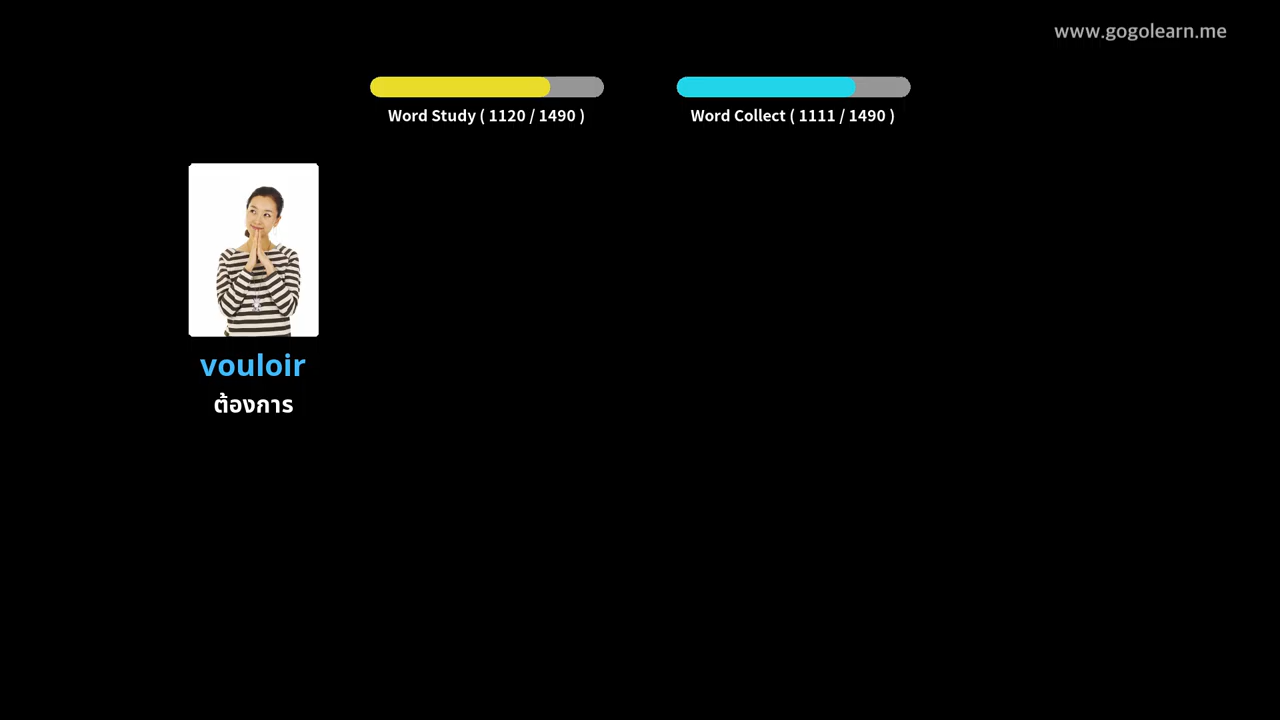 www.gogolearn.me
Word Study ( 1120 / 1490 )
Word Collect ( 1111 / 1490 )
vouloir
ต้องการ